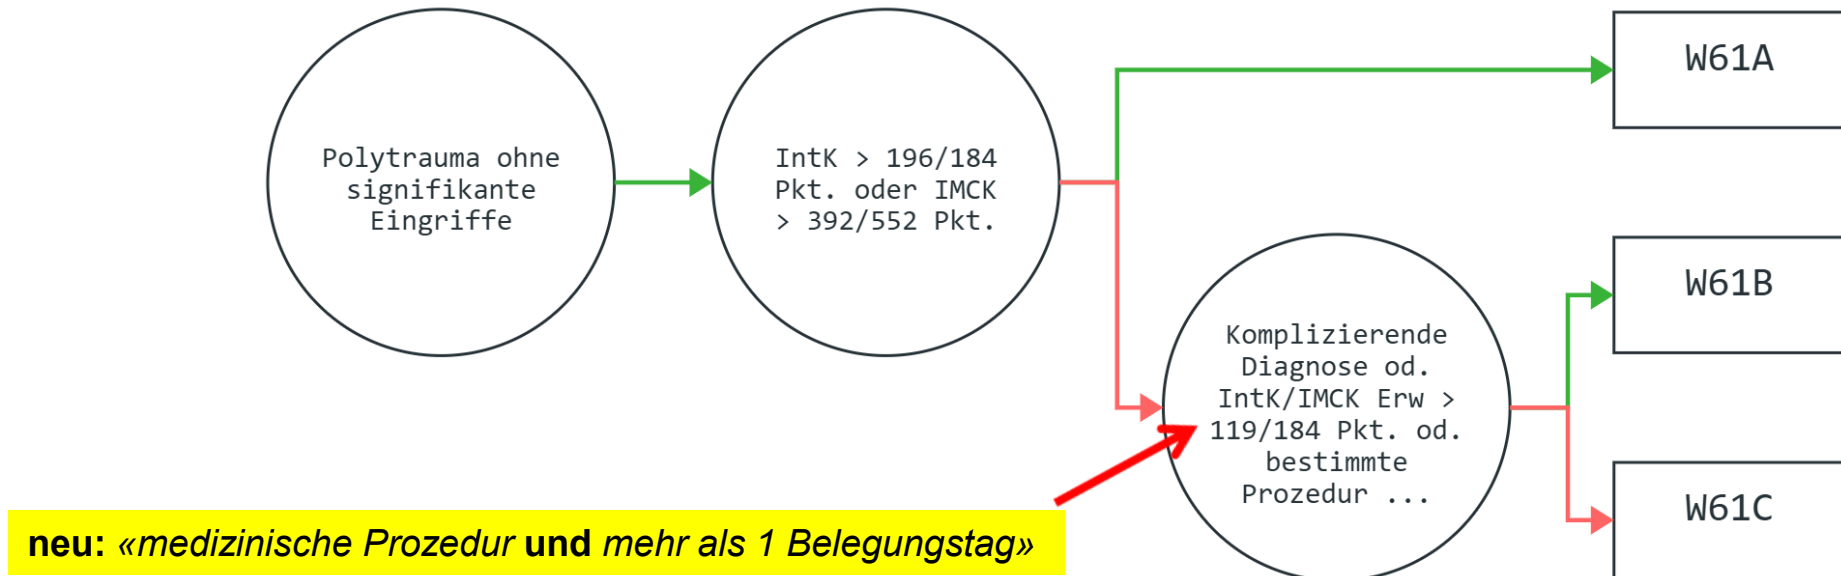 W61A
Polytrauma ohne
signifikante
Eingriffe
IntK > 196/184
Pkt. oder IMCK
> 392/552 Pkt.
W61B
Komplizierende
Diagnose od.
IntK/IMCK Erw >
119/184 Pkt. od.
bestimmte
Prozedur ...
W61C
neu: «medizinische Prozedur und mehr als 1 Belegungstag»